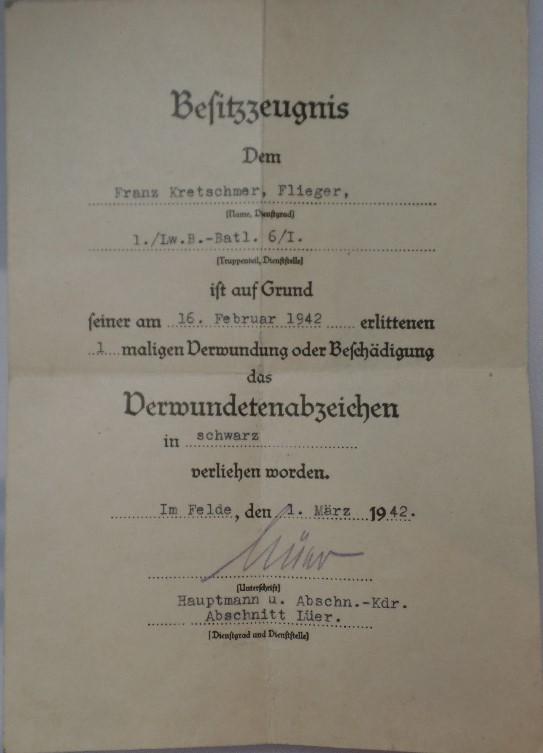 Besitzzeugnis
Dem
Franz Kretschmer, Flieger,
(Name, Dienstgrad)
1./Lw.B.-Batl. 6/I.
(Truppenteil, Dienststelle)
ist auf Grund
seiner am 16. Februar 1942 erlittenen
1 maligen Verwundung oder Beschädigung
das
Verwundetenabzeichen
in schwarz
verliehen worden.
Im Felde, den 1. März 1942.
Lüer
(Unterschrift)
Hauptmann u. Abschn.-Kdr.
Abschnitt Lüer.
(Dienstgrad und Dienststelle)